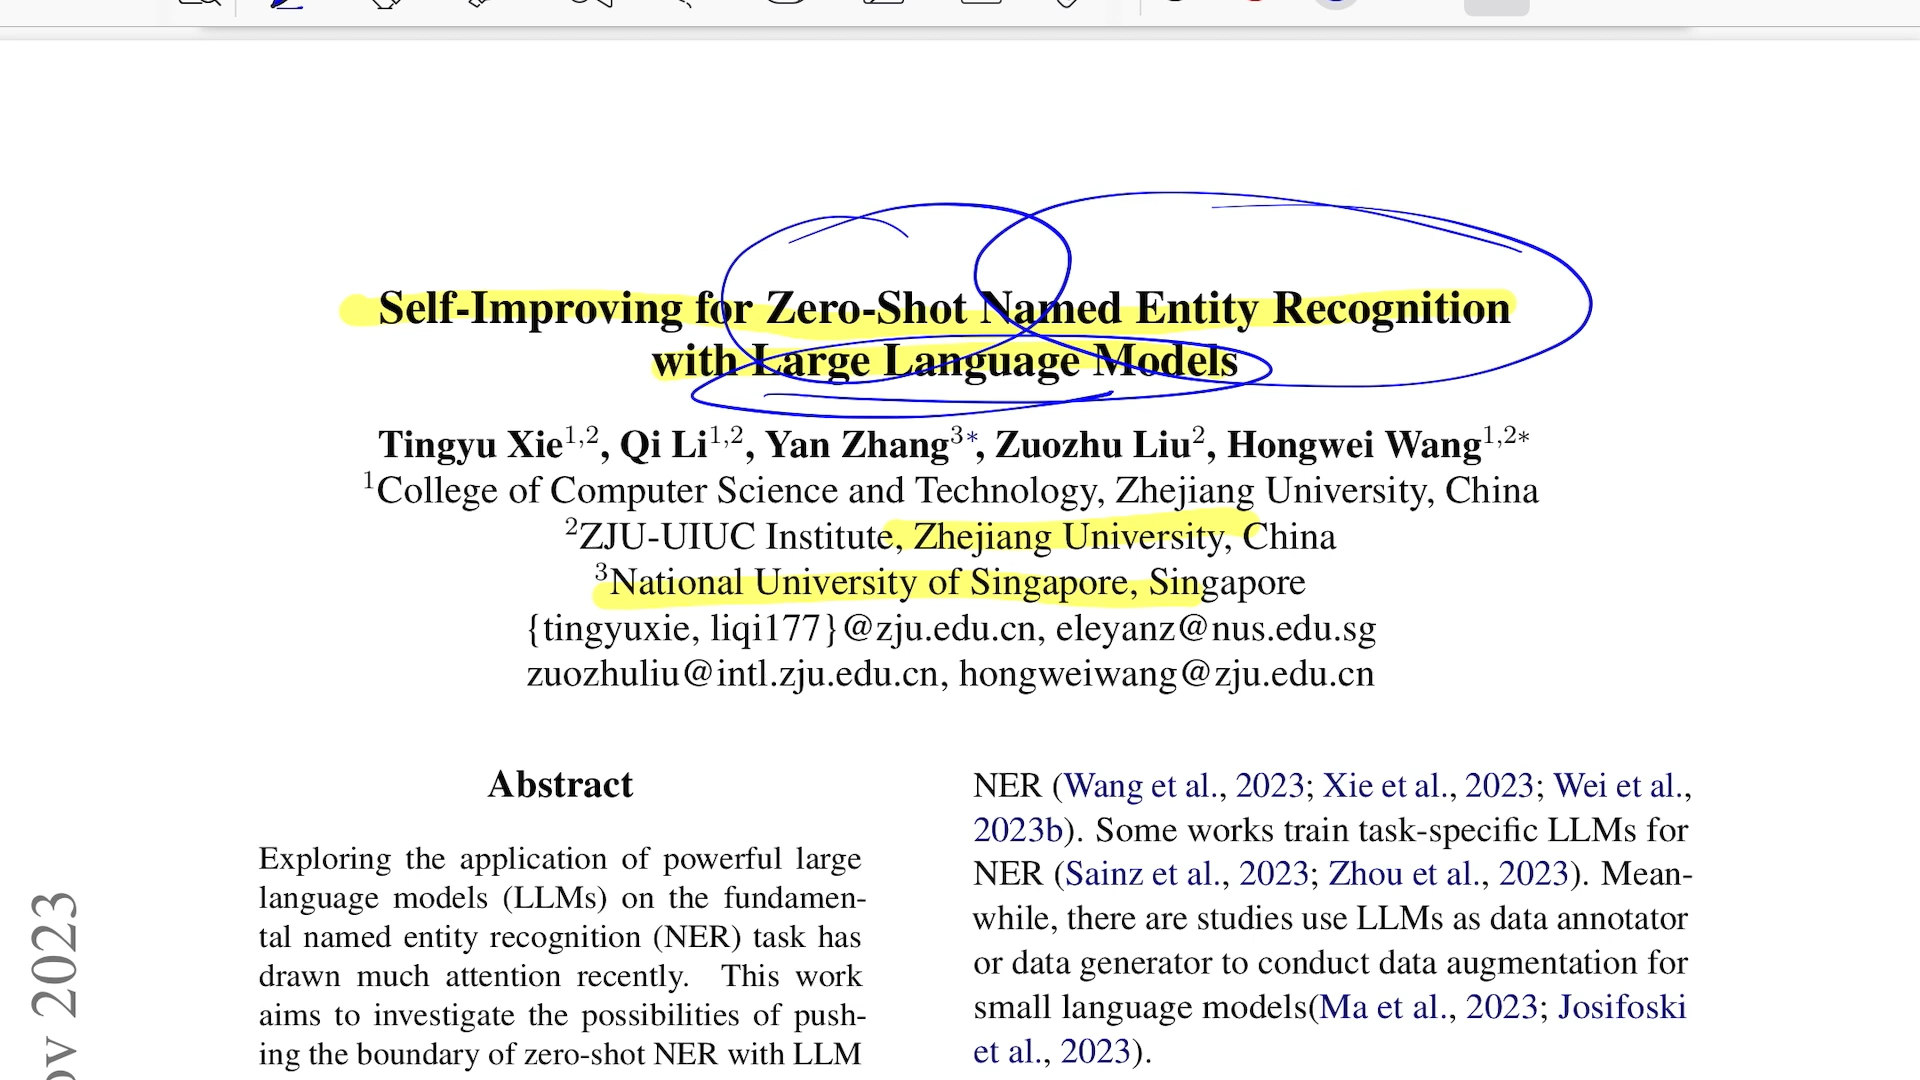 Self-Improving for Zero-Shot Named Entity Recognition
with Large Language Models
Tingyu Xie1,2, Qi Li1,2, Yan Zhang3*, Zuozhu Liu2, Hongwei Wang1,2*
1College of Computer Science and Technology, Zhejiang University, China
2ZJU-UIUC Institute, Zhejiang University, China
3National University of Singapore, Singapore
{tingyuxie, liqi177}@zju.edu.cn, eleyanz@nus.edu.sg
zuozhuliu@intl.zju.edu.cn, hongweiwang@zju.edu.cn
Abstract
Exploring the application of powerful large
language models (LLMs) on the fundamen-
tal named entity recognition (NER) task has
drawn much attention recently. This work
aims to investigate the possibilities of push-
ing the boundary of zero-shot NER with LLM
NER (Wang et al., 2023; Xie et al., 2023; Wei et al.,
2023b). Some works train task-specific LLMs for
NER (Sainz et al., 2023; Zhou et al., 2023). Mean-
while, there are studies use LLMs as data annotator
or data generator to conduct data augmentation for
small language models(Ma et al., 2023; Josifoski
et al., 2023).
2023